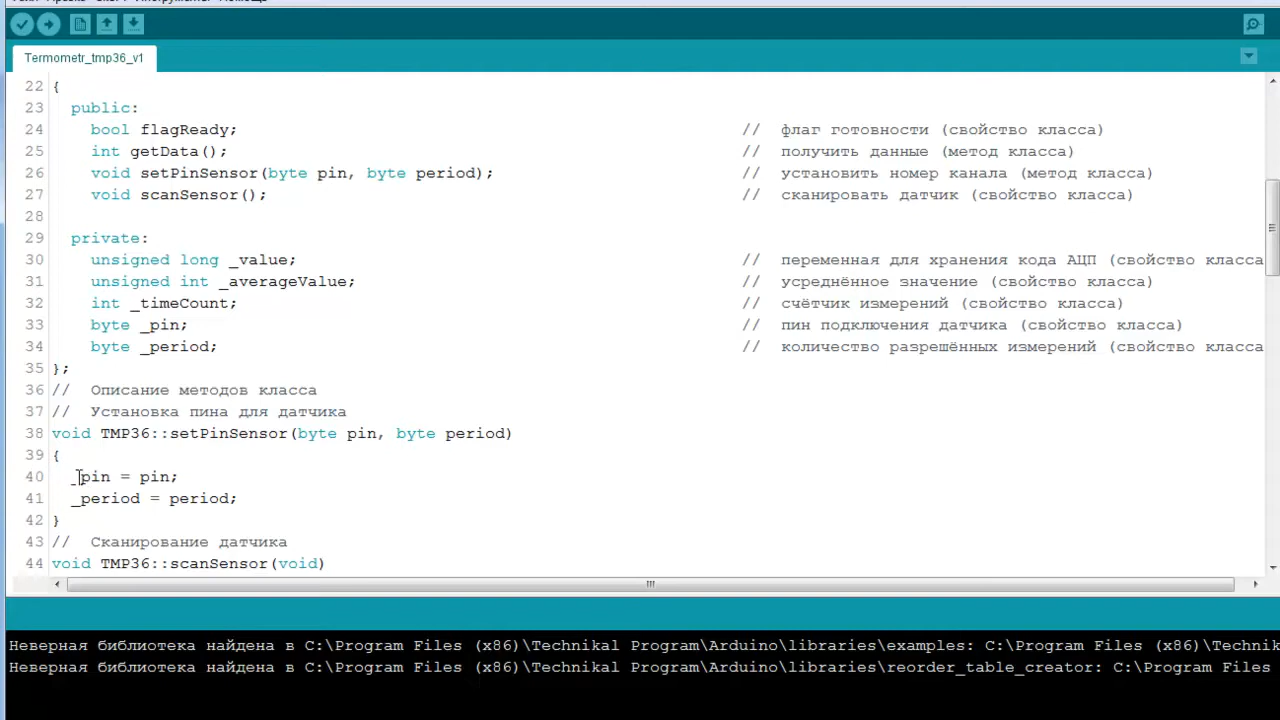 Termometr_tmp36_v1
22 {
23 public:
24 bool flagReady; // флаг готовности (свойство класса)
25 int getData(); // получить данные (метод класса)
26 void setPinSensor(byte pin, byte period); // установить номер канала (метод класса)
27 void scanSensor(); // сканировать датчик (свойство класса)
28
29 private:
30 unsigned long _value; // переменная для хранения кода АЦП (свойство класса
31 unsigned int _averageValue; // усреднённое значение (свойство класса)
32 int _timeCount; // счётчик измерений (свойство класса)
33 byte _pin; // пин подключения датчика (свойство класса)
34 byte _period; // количество разрешённых измерений (свойство класса
35 };
36 // Описание методов класса
37 // Установка пина для датчика
38 void TMP36::setPinSensor(byte pin, byte period)
39 {
40 _pin = pin;
41 _period = period;
42 }
43 // Сканирование датчика
44 void TMP36::scanSensor(void)
Неверная библиотека найдена в C:\Program Files (x86)\Technikal Program\Arduino\libraries\examples: C:\Program Files (x86)\Technik
Неверная библиотека найдена в C:\Program Files (x86)\Technikal Program\Arduino\libraries\reorder_table_creator: C:\Program Files